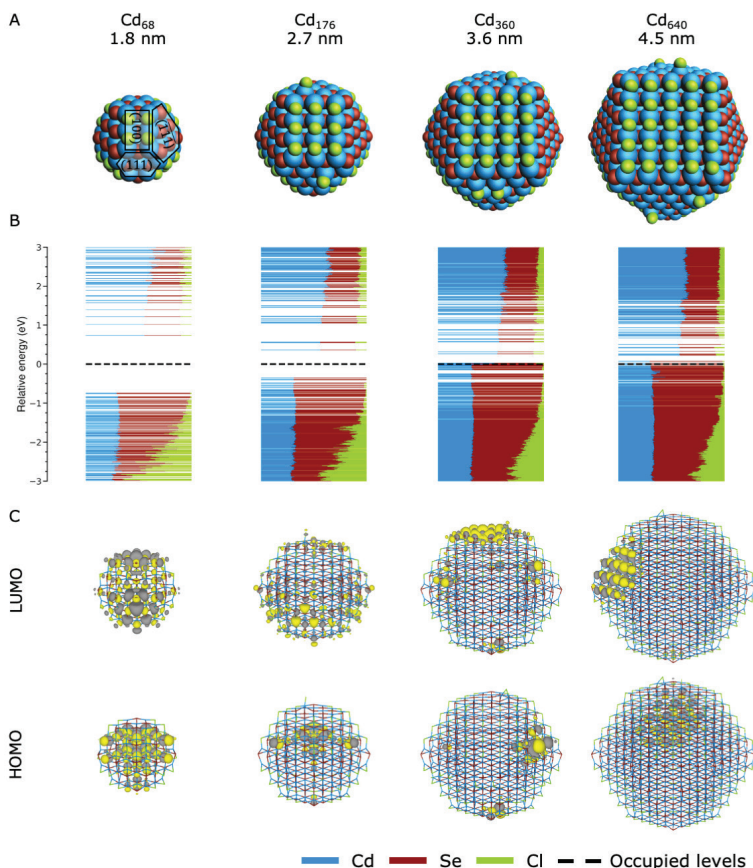 A
Cd68 Cd176 Cd360 Cd640
1.8 nm 2.7 nm 3.6 nm 4.5 nm
(100)
(111)
B
Relative energy (eV)
3
2
1
0
−1
−2
−3
C
LUMO
HOMO
Cd Se Cl Occupied levels